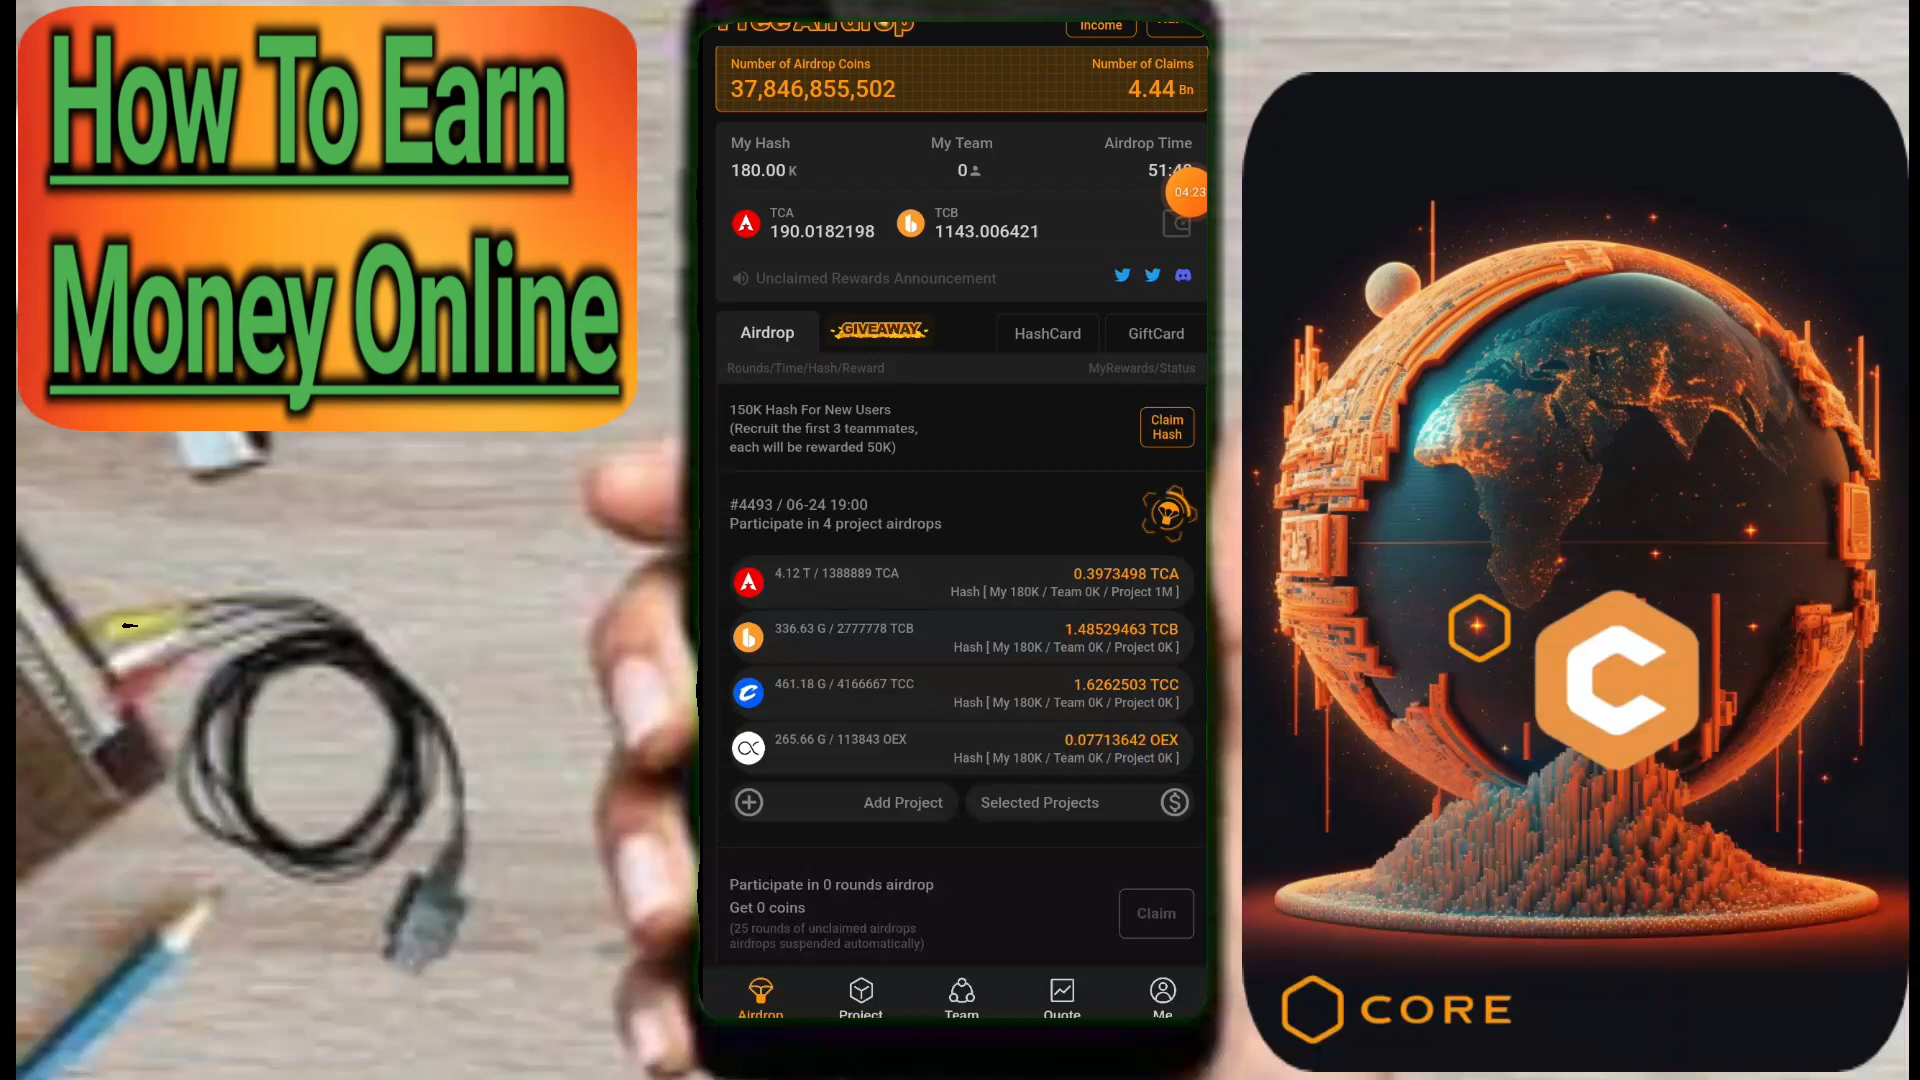 How To Earn
Money Online
FreeAirdrop
Income
Number of Airdrop Coins
Number of Claims
37,846,855,502
4.44 Bn
My Hash
My Team
Airdrop Time
180.00 K
0
51:
04:23
TCA
190.0182198
TCB
1143.006421
Unclaimed Rewards Announcement
Airdrop
GIVEAWAY
HashCard
GiftCard
Rounds/Time/Hash/Reward
MyRewards/Status
150K Hash For New Users
(Recruit the first 3 teammates,
each will be rewarded 50K)
Claim
Hash
#4493 / 06-24 19:00
Participate in 4 project airdrops
4.12 T / 1388889 TCA
0.3973498 TCA
Hash [ My 180K / Team 0K / Project 1M ]
336.63 G / 2777778 TCB
1.48529463 TCB
Hash [ My 180K / Team 0K / Project 0K ]
461.18 G / 4166667 TCC
1.6262503 TCC
Hash [ My 180K / Team 0K / Project 0K ]
265.66 G / 113843 OEX
0.07713642 OEX
Hash [ My 180K / Team 0K / Project 0K ]
Add Project
Selected Projects
Participate in 0 rounds airdrop
Get 0 coins
(25 rounds of unclaimed airdrops
airdrops suspended automatically)
Claim
Airdrop
Project
Team
Quote
Me
CORE